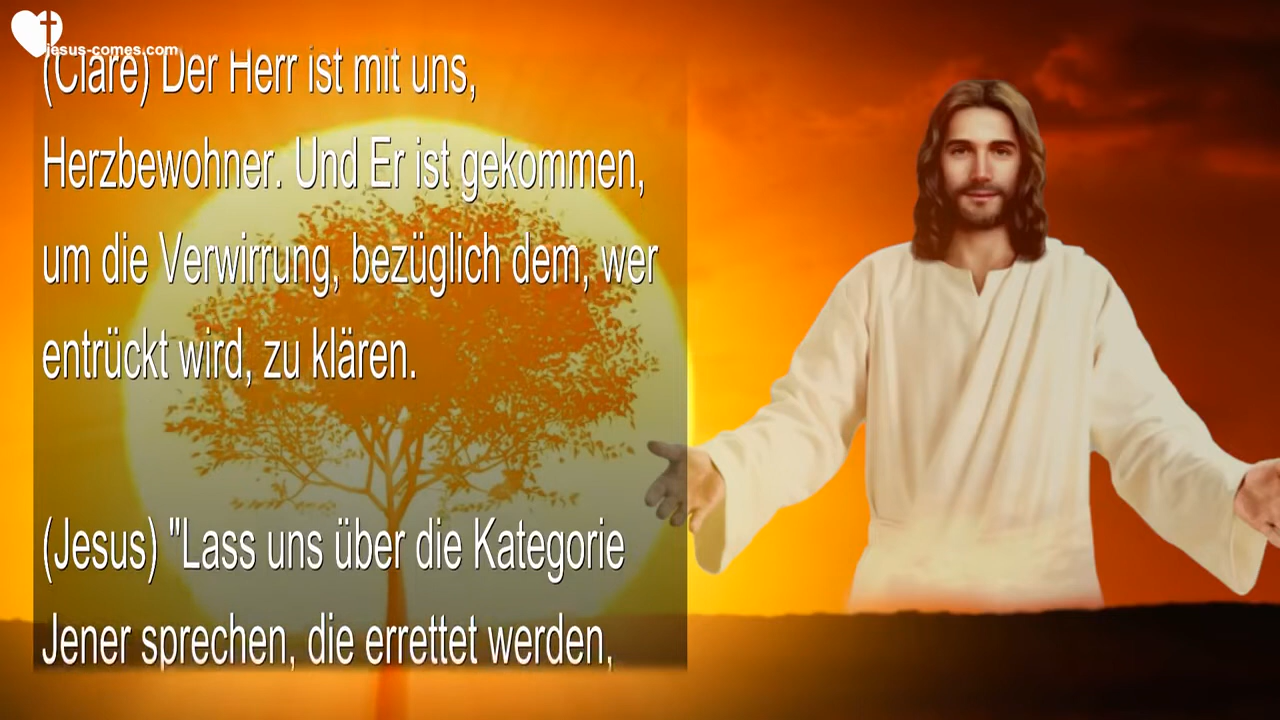 jesus-comes.com
(Clare) Der Herr ist mit uns,
Herzbewohner. Und Er ist gekommen,
um die Verwirrung, bezüglich dem, wer
entrückt wird, zu klären.
(Jesus) "Lass uns über die Kategorie
Jener sprechen, die errettet werden,